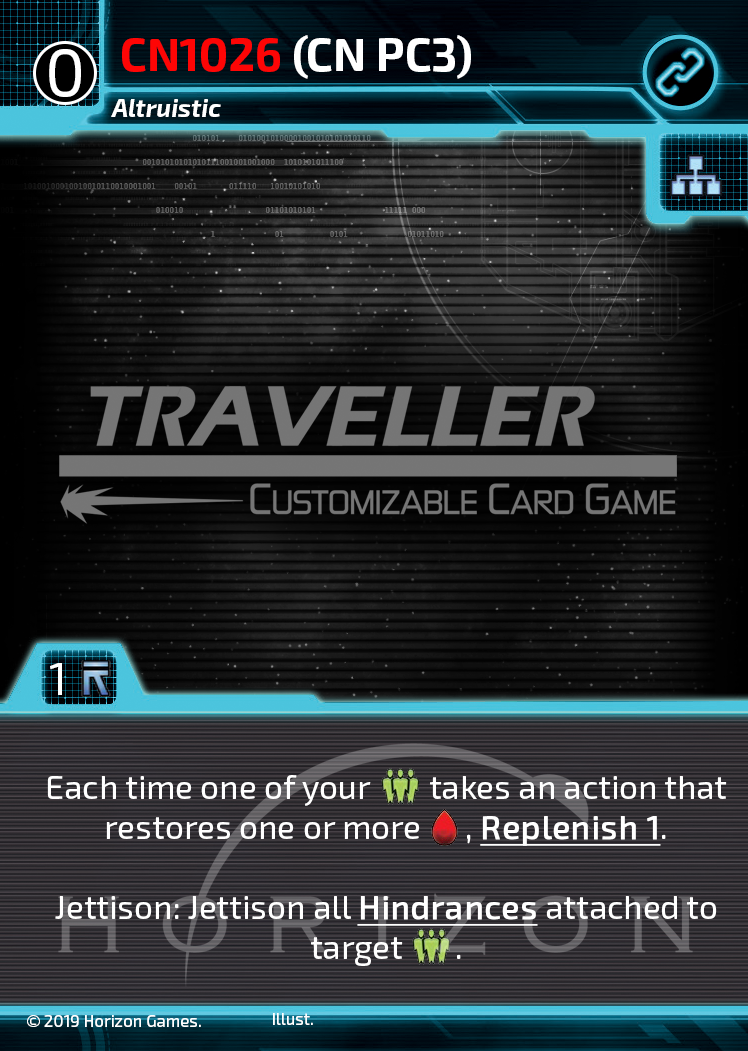 0
CN1026 (CN PC3)
Altruistic
TRAVELLER
CUSTOMIZABLE CARD GAME
1
Each time one of your takes an action that
restores one or more , Replenish 1.
Jettison: Jettison all Hindrances attached to
target .
HORIZON
© 2019 Horizon Games.
Illust.